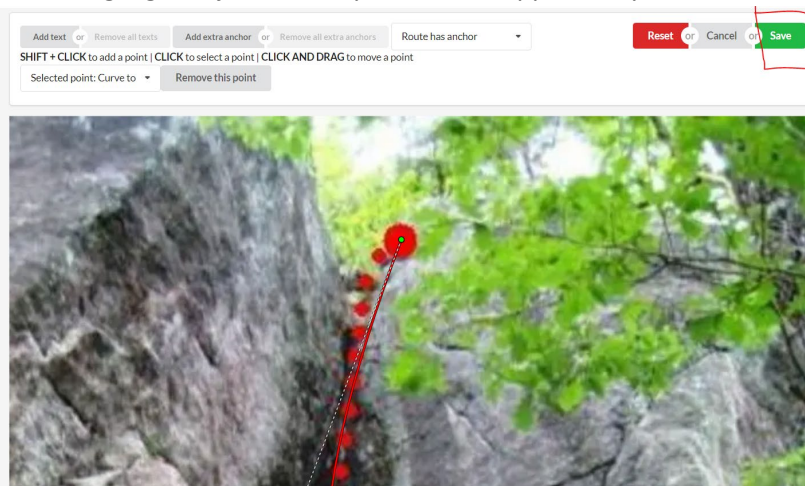 Add text or Remove all texts Add extra anchor or Remove all extra anchors Route has anchor Reset or Cancel or Save
SHIFT + CLICK to add a point | CLICK to select a point | CLICK AND DRAG to move a point
Selected point: Curve to Remove this point